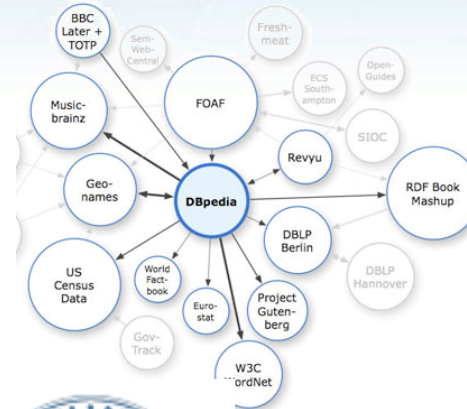 BBC
Later +
TOTP
Sem-
Web-
Central
Fresh-
meat
Open-
Guides
ECS
South-
ampton
Music-
brainz
FOAF
SIOC
Revyu
Geo-
names
DBpedia
RDF Book
Mashup
DBLP
Berlin
US
Census
Data
World
Fact-
book
Euro-
stat
Project
Guten-
berg
DBLP
Hannover
Gov-
Track
W3C
WordNet